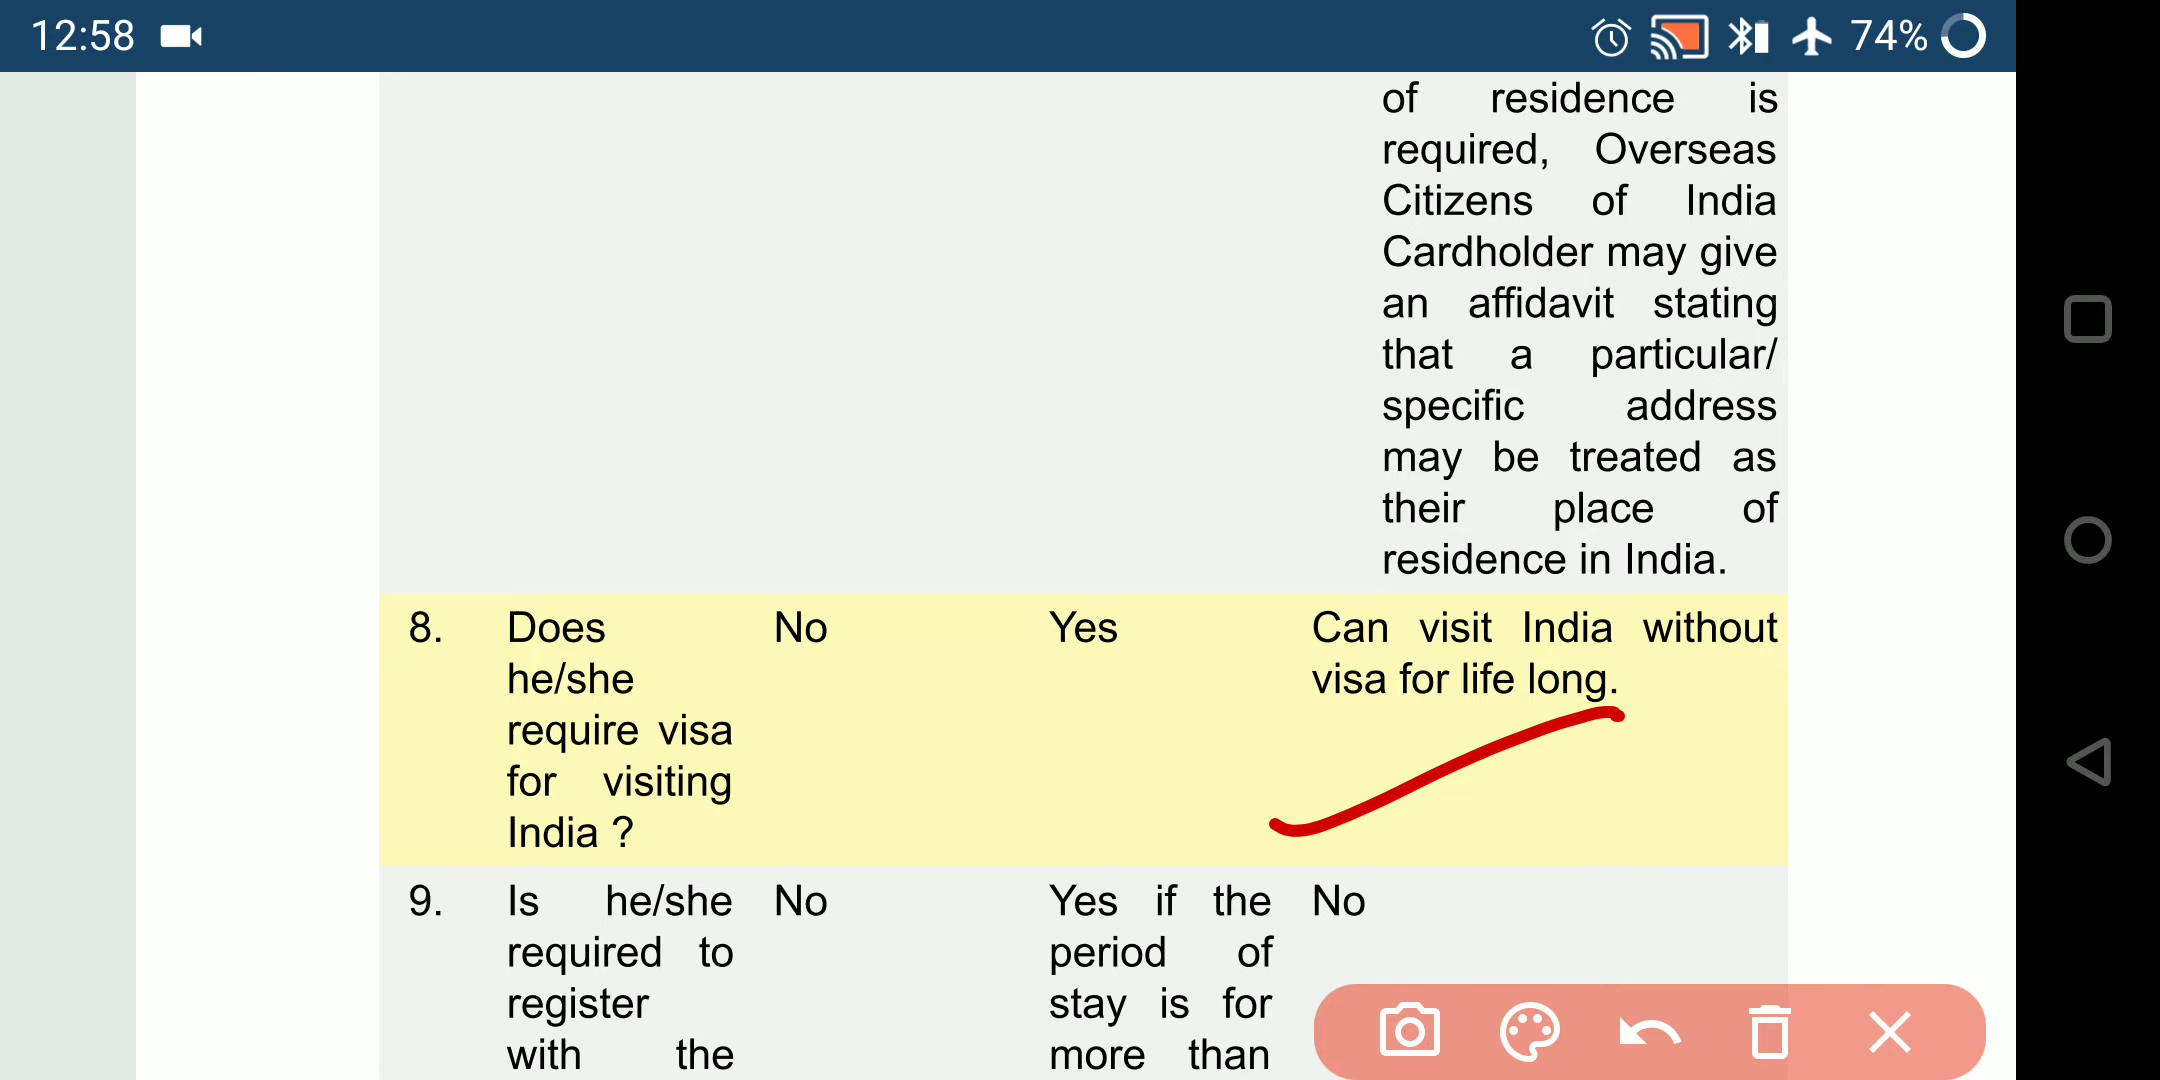 12:58 74%
of residence is
required, Overseas
Citizens of India
Cardholder may give
an affidavit stating
that a particular/
specific address
may be treated as
their place of
residence in India.
8. Does No Yes Can visit India without
he/she visa for life long.
require visa
for visiting
India ?
9. Is he/she No Yes if the No
required to period of
register stay is for
with the more than